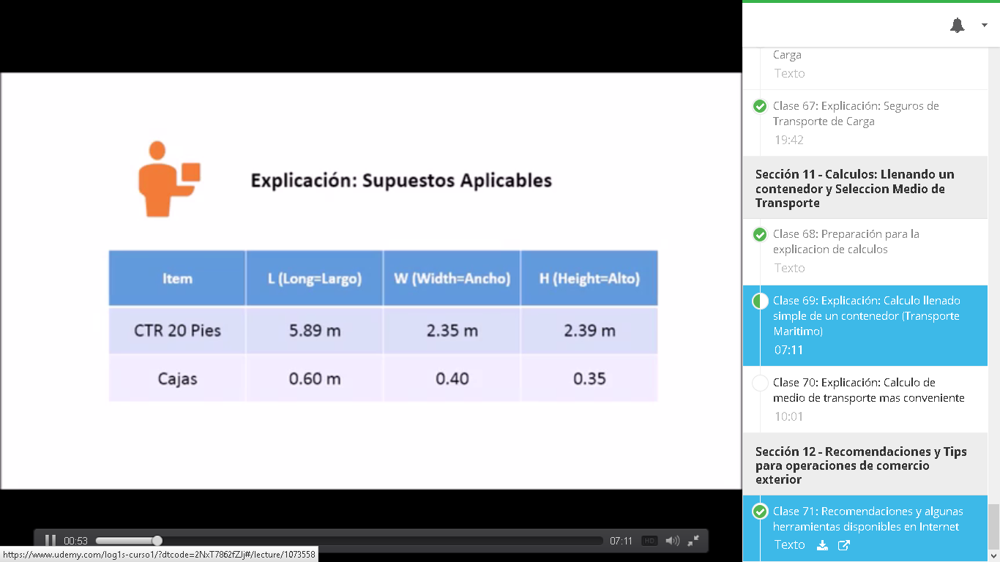 Explicación: Supuestos Aplicables
Item L (Long=Largo) W (Width=Ancho) H (Height=Alto)
CTR 20 Pies 5.89 m 2.35 m 2.39 m
Cajas 0.60 m 0.40 0.35
00:53 07:11 HD
https://www.udemy.com/log1s-curso1/?dtcode=2NxT7862fZJj#/lecture/1073558
Carga
Texto
Clase 67: Explicación: Seguros de
Transporte de Carga
19:42
Sección 11 - Calculos: Llenando un
contenedor y Seleccion Medio de
Transporte
Clase 68: Preparación para la
explicacion de calculos
Texto
Clase 69: Explicación: Calculo llenado
simple de un contenedor (Transporte
Maritimo)
07:11
Clase 70: Explicación: Calculo de
medio de transporte mas conveniente
10:01
Sección 12 - Recomendaciones y Tips
para operaciones de comercio
exterior
Clase 71: Recomendaciones y algunas
herramientas disponibles en Internet
Texto